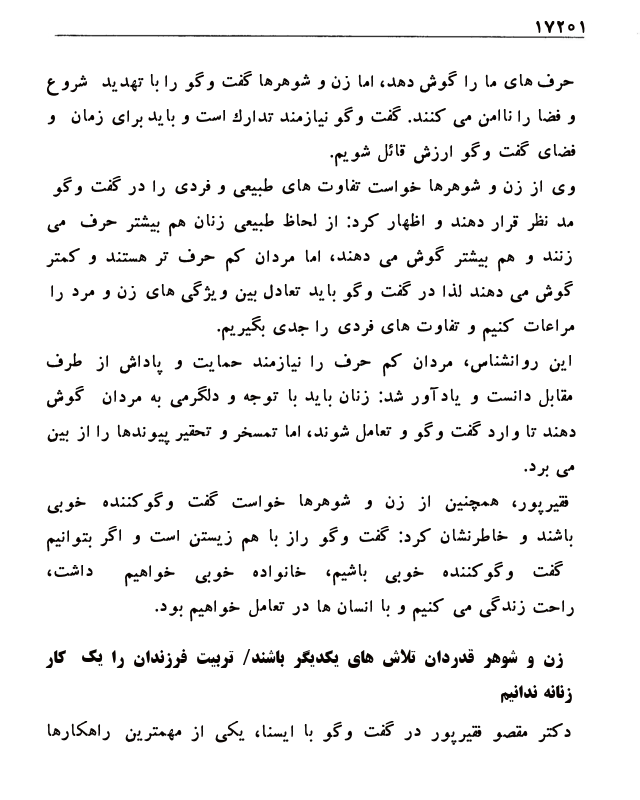 ۱۷۲۵۱
حرف های ما را گوش دهد، اما زن و شوهرها گفت وگو را با تهدید شروع
و فضا را ناامن می کنند. گفت وگو نیازمند تدارك است و باید برای زمان و
فضای گفت وگو ارزش قائل شویم.
وی از زن و شوهرها خواست تفاوت های طبیعی و فردی را در گفت وگو
مد نظر قرار دهند و اظهار کرد: از لحاظ طبیعی زنان هم بیشتر حرف می
زنند و هم بیشتر گوش می دهند، اما مردان کم حرف تر هستند و کمتر
گوش می دهند لذا در گفت وگو باید تعادل بین ویژگی های زن و مرد را
مراعات کنیم و تفاوت های فردی را جدی بگیریم.
این روانشناس، مردان کم حرف را نیازمند حمایت و پاداش از طرف
مقابل دانست و یادآور شد: زنان باید با توجه و دلگرمی به مردان گوش
دهند تا وارد گفت وگو و تعامل شوند، اما تمسخر و تحقیر پیوندها را از بین
می برد.
فقیرپور، همچنین از زن و شوهرها خواست گفت وگوکننده خوبی
باشند و خاطرنشان کرد: گفت وگو راز با هم زیستن است و اگر بتوانیم
گفت وگوکننده خوبی باشیم، خانواده خوبی خواهیم داشت،
راحت زندگی می کنیم و با انسان ها در تعامل خواهیم بود.
زن و شوهر قدردان تلاش های یکدیگر باشند/ تربیت فرزندان را یک کار
زنانه ندانیم
دکتر مقصو فقیرپور در گفت وگو با ایسنا، یکی از مهمترین راهکارها